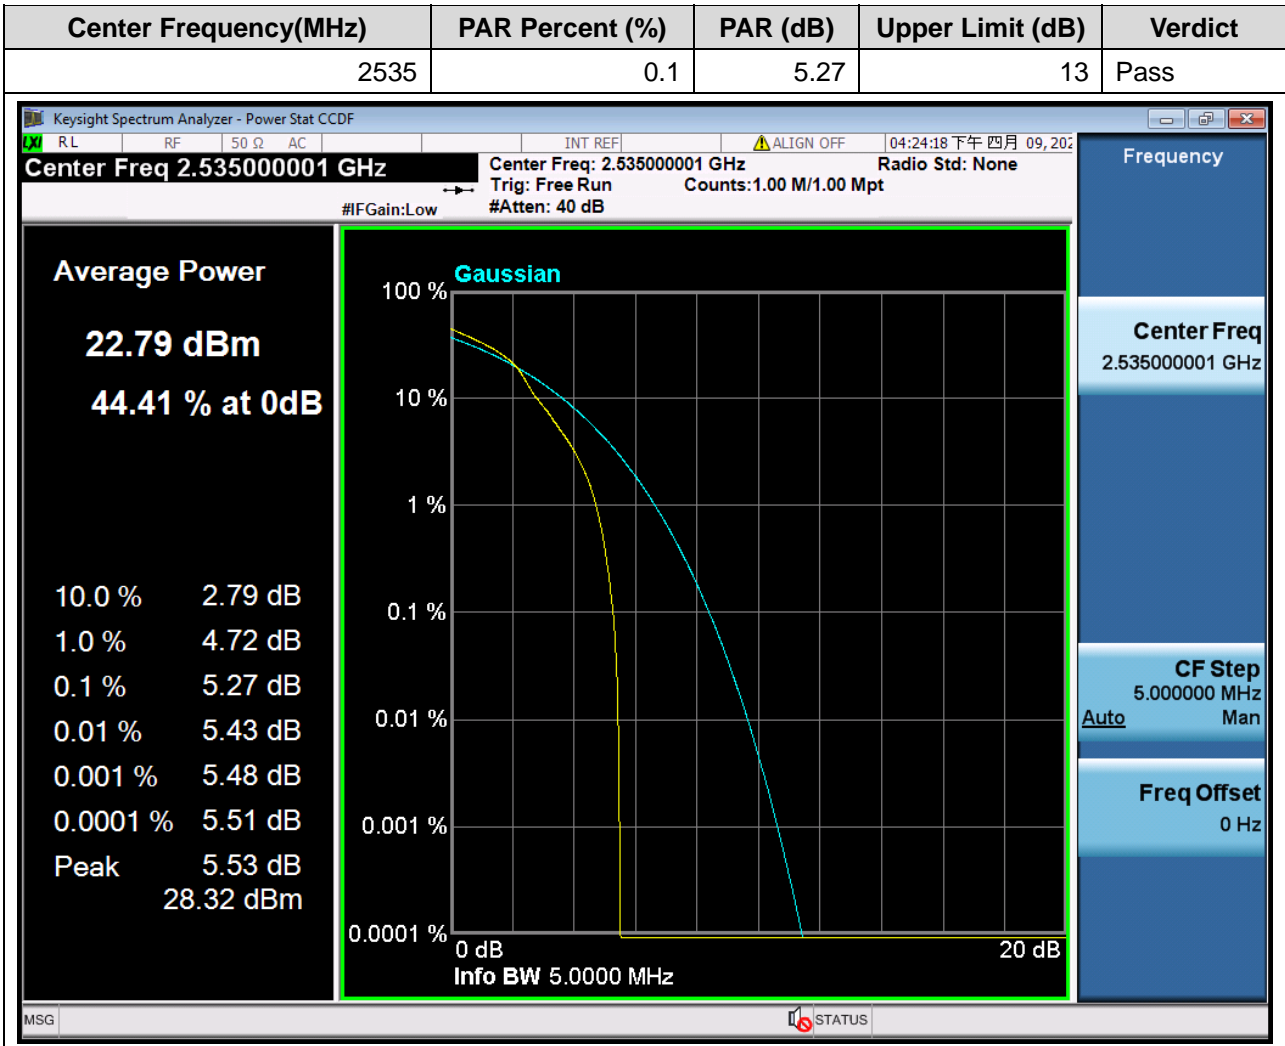 Center Frequency(MHz) PAR Percent (%) PAR (dB) Upper Limit (dB) Verdict
2535 0.1 5.27 13 Pass
Keysight Spectrum Analyzer - Power Stat CCDF
LXI RL RF 50 Ω AC INT REF ALIGN OFF 04:24:18 下午 四月 09, 202
Center Freq 2.535000001 GHz
Center Freq: 2.535000001 GHz Radio Std: None
Trig: Free Run Counts:1.00 M/1.00 Mpt
#IFGain:Low #Atten: 40 dB
Average Power
22.79 dBm
44.41 % at 0dB
10.0 % 2.79 dB
1.0 % 4.72 dB
0.1 % 5.27 dB
0.01 % 5.43 dB
0.001 % 5.48 dB
0.0001 % 5.51 dB
Peak 5.53 dB
28.32 dBm
Gaussian
100 %
10 %
1 %
0.1 %
0.01 %
0.001 %
0.0001 %
0 dB 20 dB
Info BW 5.0000 MHz
Frequency
Center Freq
2.535000001 GHz
CF Step
5.000000 MHz
Auto Man
Freq Offset
0 Hz
MSG STATUS